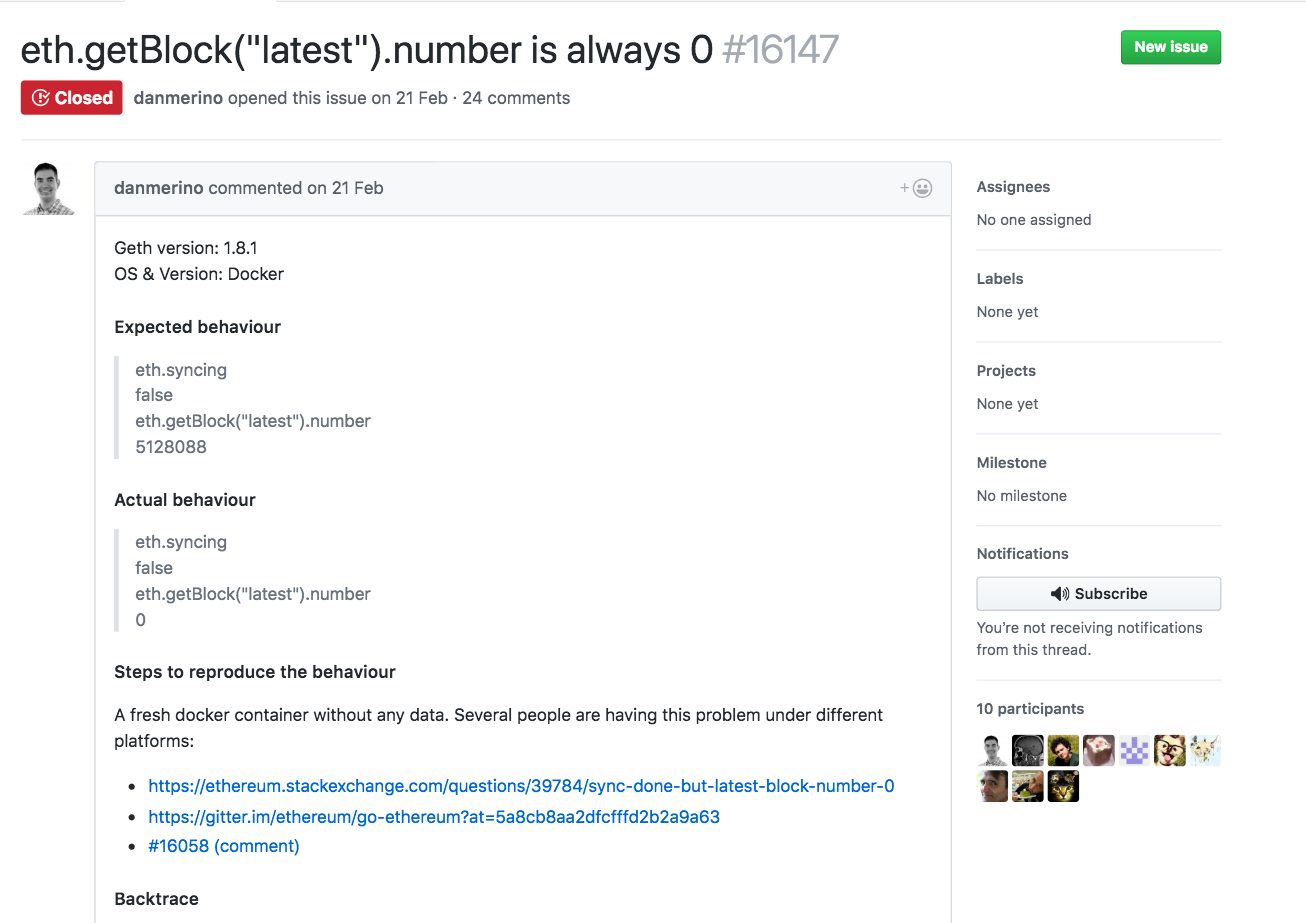 eth.getBlock("latest").number is always 0 #16147
New issue
Closed
danmerino opened this issue on 21 Feb · 24 comments
danmerino commented on 21 Feb
Geth version: 1.8.1
OS & Version: Docker
Expected behaviour
eth.syncing
false
eth.getBlock("latest").number
5128088
Actual behaviour
eth.syncing
false
eth.getBlock("latest").number
0
Steps to reproduce the behaviour
A fresh docker container without any data. Several people are having this problem under different
platforms:
• https://ethereum.stackexchange.com/questions/39784/sync-done-but-latest-block-number-0
• https://gitter.im/ethereum/go-ethereum?at=5a8cb8aa2dfcfffd2b2a9a63
• #16058 (comment)
Backtrace
Assignees
No one assigned
Labels
None yet
Projects
None yet
Milestone
No milestone
Notifications
Subscribe
You're not receiving notifications
from this thread.
10 participants